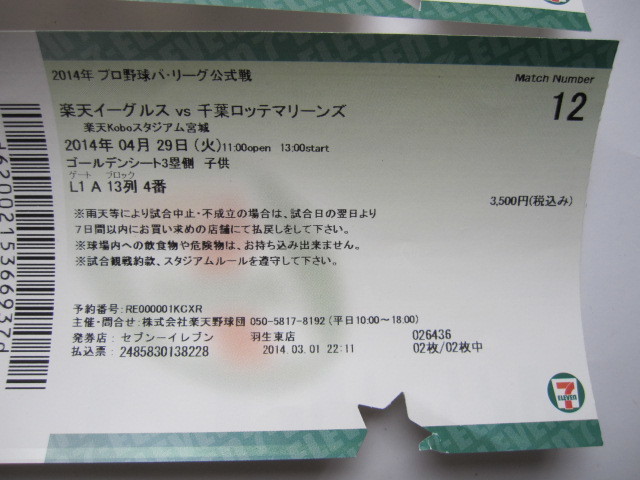 2014年 プロ野球パ・リーグ公式戦
Match Number
12
楽天イーグルス vs 千葉ロッテマリーンズ
楽天Koboスタジアム宮城
2014年 04月 29日 (火) 11:00open 13:00start
ゴールデンシート3塁側 子供
ゲート ブロック
L1 A 13列 4番
3,500円(税込み)
※雨天等により試合中止・不成立の場合は、試合日の翌日より
7日間以内にお買い求めの店舗にて払戻しをして下さい。
※球場内への飲食物や危険物は、お持ち込み出来ません。
※試合観戦約款、スタジアムルールを遵守して下さい。
予約番号:RE000001KGXR
主催・問合せ:株式会社楽天野球団 050-5817-8192 (平日10:00~18:00)
発券店: セブン-イレブン 羽生東店 026436
払込票: 2485830138228 2014.03.01 22:11 02枚/02枚中
7
ELEVEN
d6200215366937d